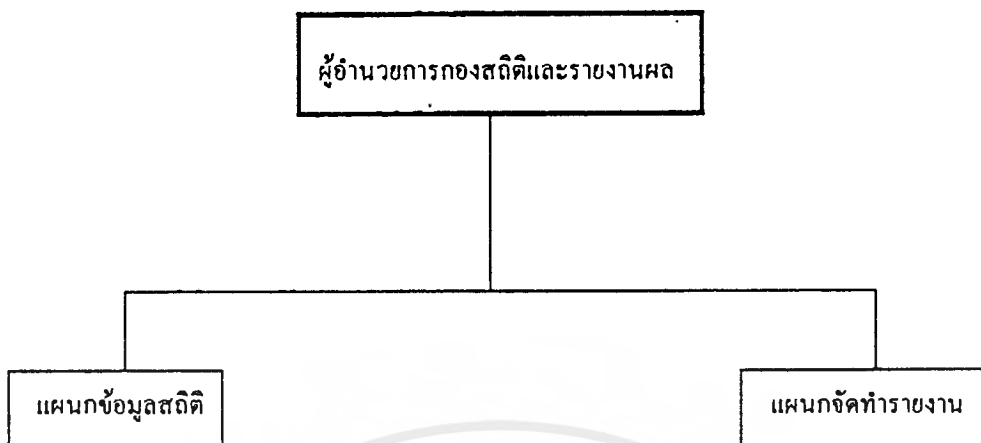 ผู้อำนวยการกองสถิติและรายงานผล
แผนกข้อมูลสถิติ
แผนกจัดทำรายงาน